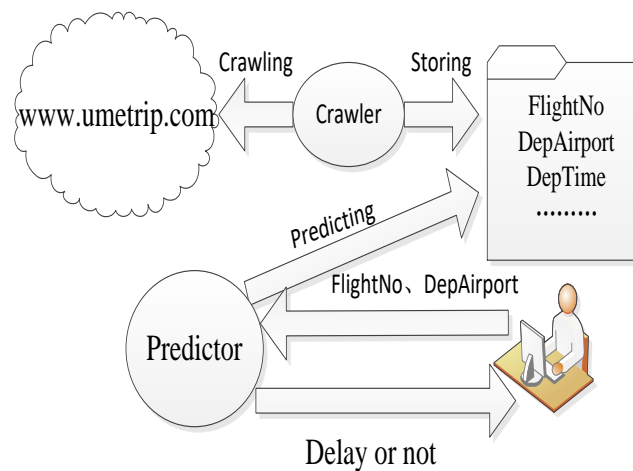 Crawling
Storing
www.umetrip.com
Crawler
FlightNo
DepAirport
DepTime
.........
Predicting
FlightNo、DepAirport
Predictor
Delay or not